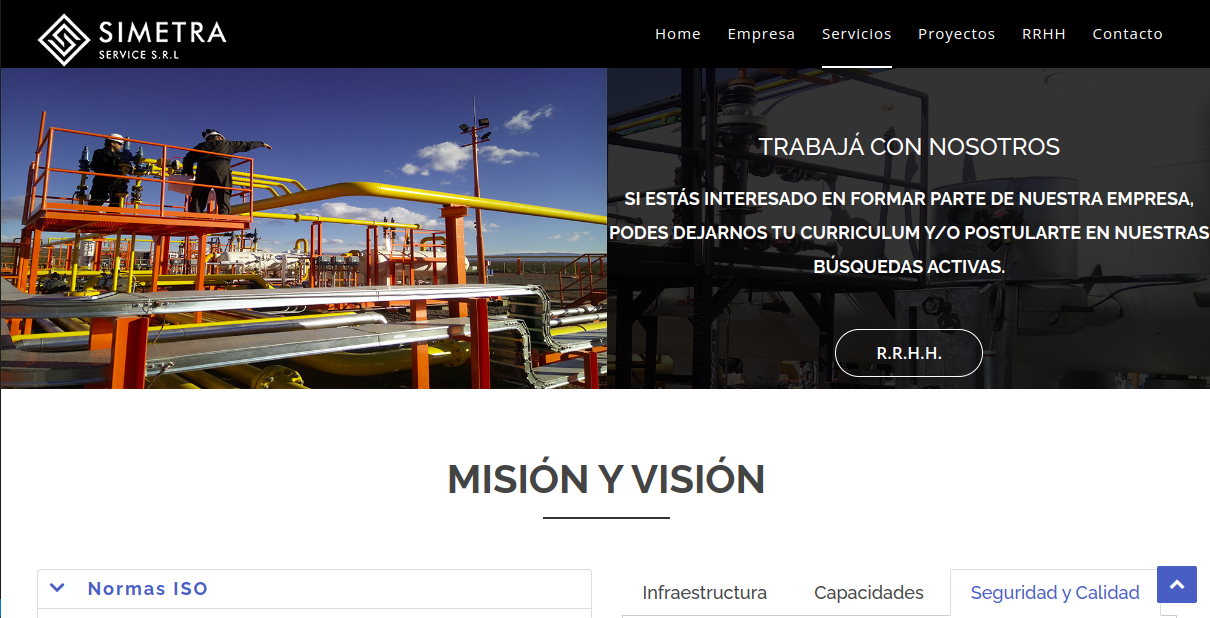 SIMETRA
SERVICE S.R.L
Home Empresa Servicios Proyectos RRHH Contacto
TRABAJÁ CON NOSOTROS
SI ESTÁS INTERESADO EN FORMAR PARTE DE NUESTRA EMPRESA,
PODES DEJARNOS TU CURRICULUM Y/O POSTULARTE EN NUESTRAS
BÚSQUEDAS ACTIVAS.
R.R.H.H.
MISIÓN Y VISIÓN
Normas ISO
Infraestructura Capacidades Seguridad y Calidad